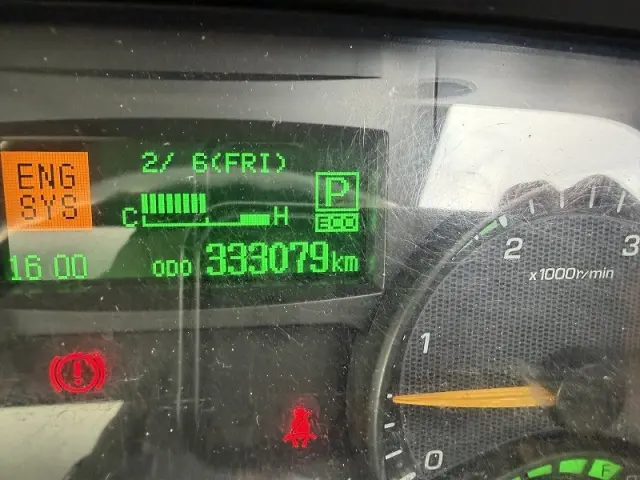 ENG
SYS
2/ 6(FRI)
P
ECO
C H
16:00
ODO 333079km
3
2
x1000r/min
1
0
F